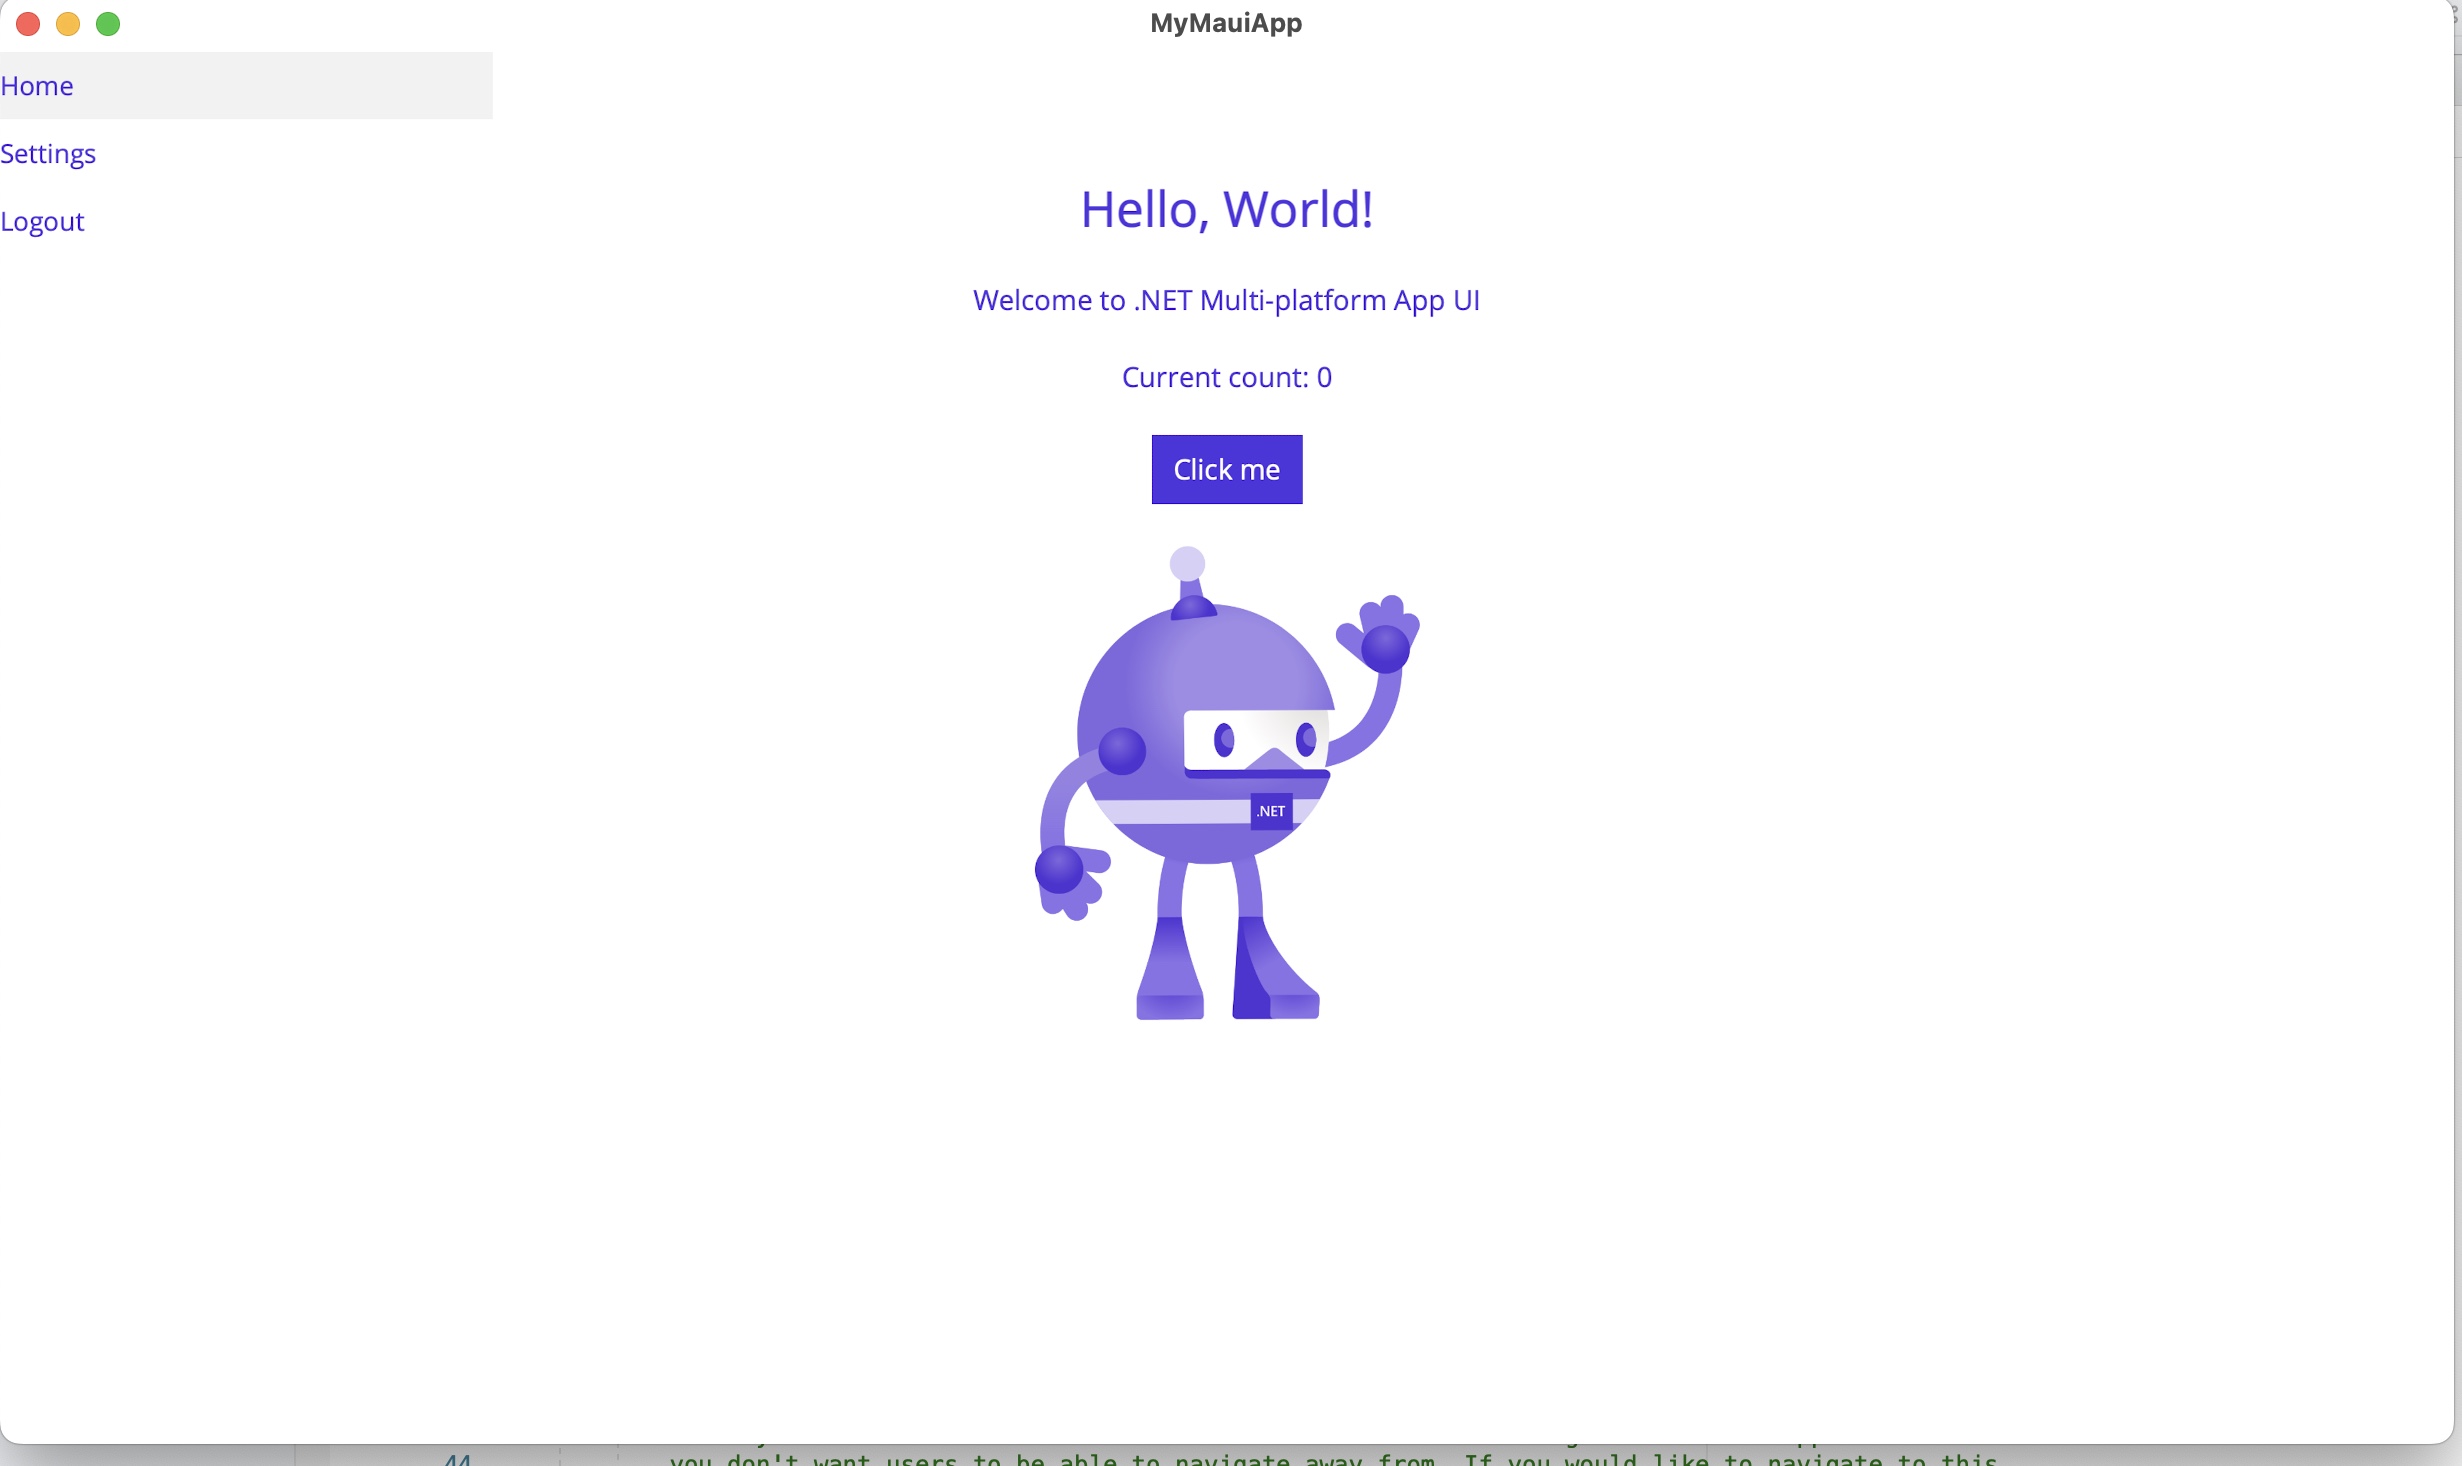 MyMauiApp
Home
Settings
Logout
Hello, World!
Welcome to .NET Multi-platform App UI
Current count: 0
Click me
.NET
44 you don't want users to be able to navigate away from. If you would like to navigate to this